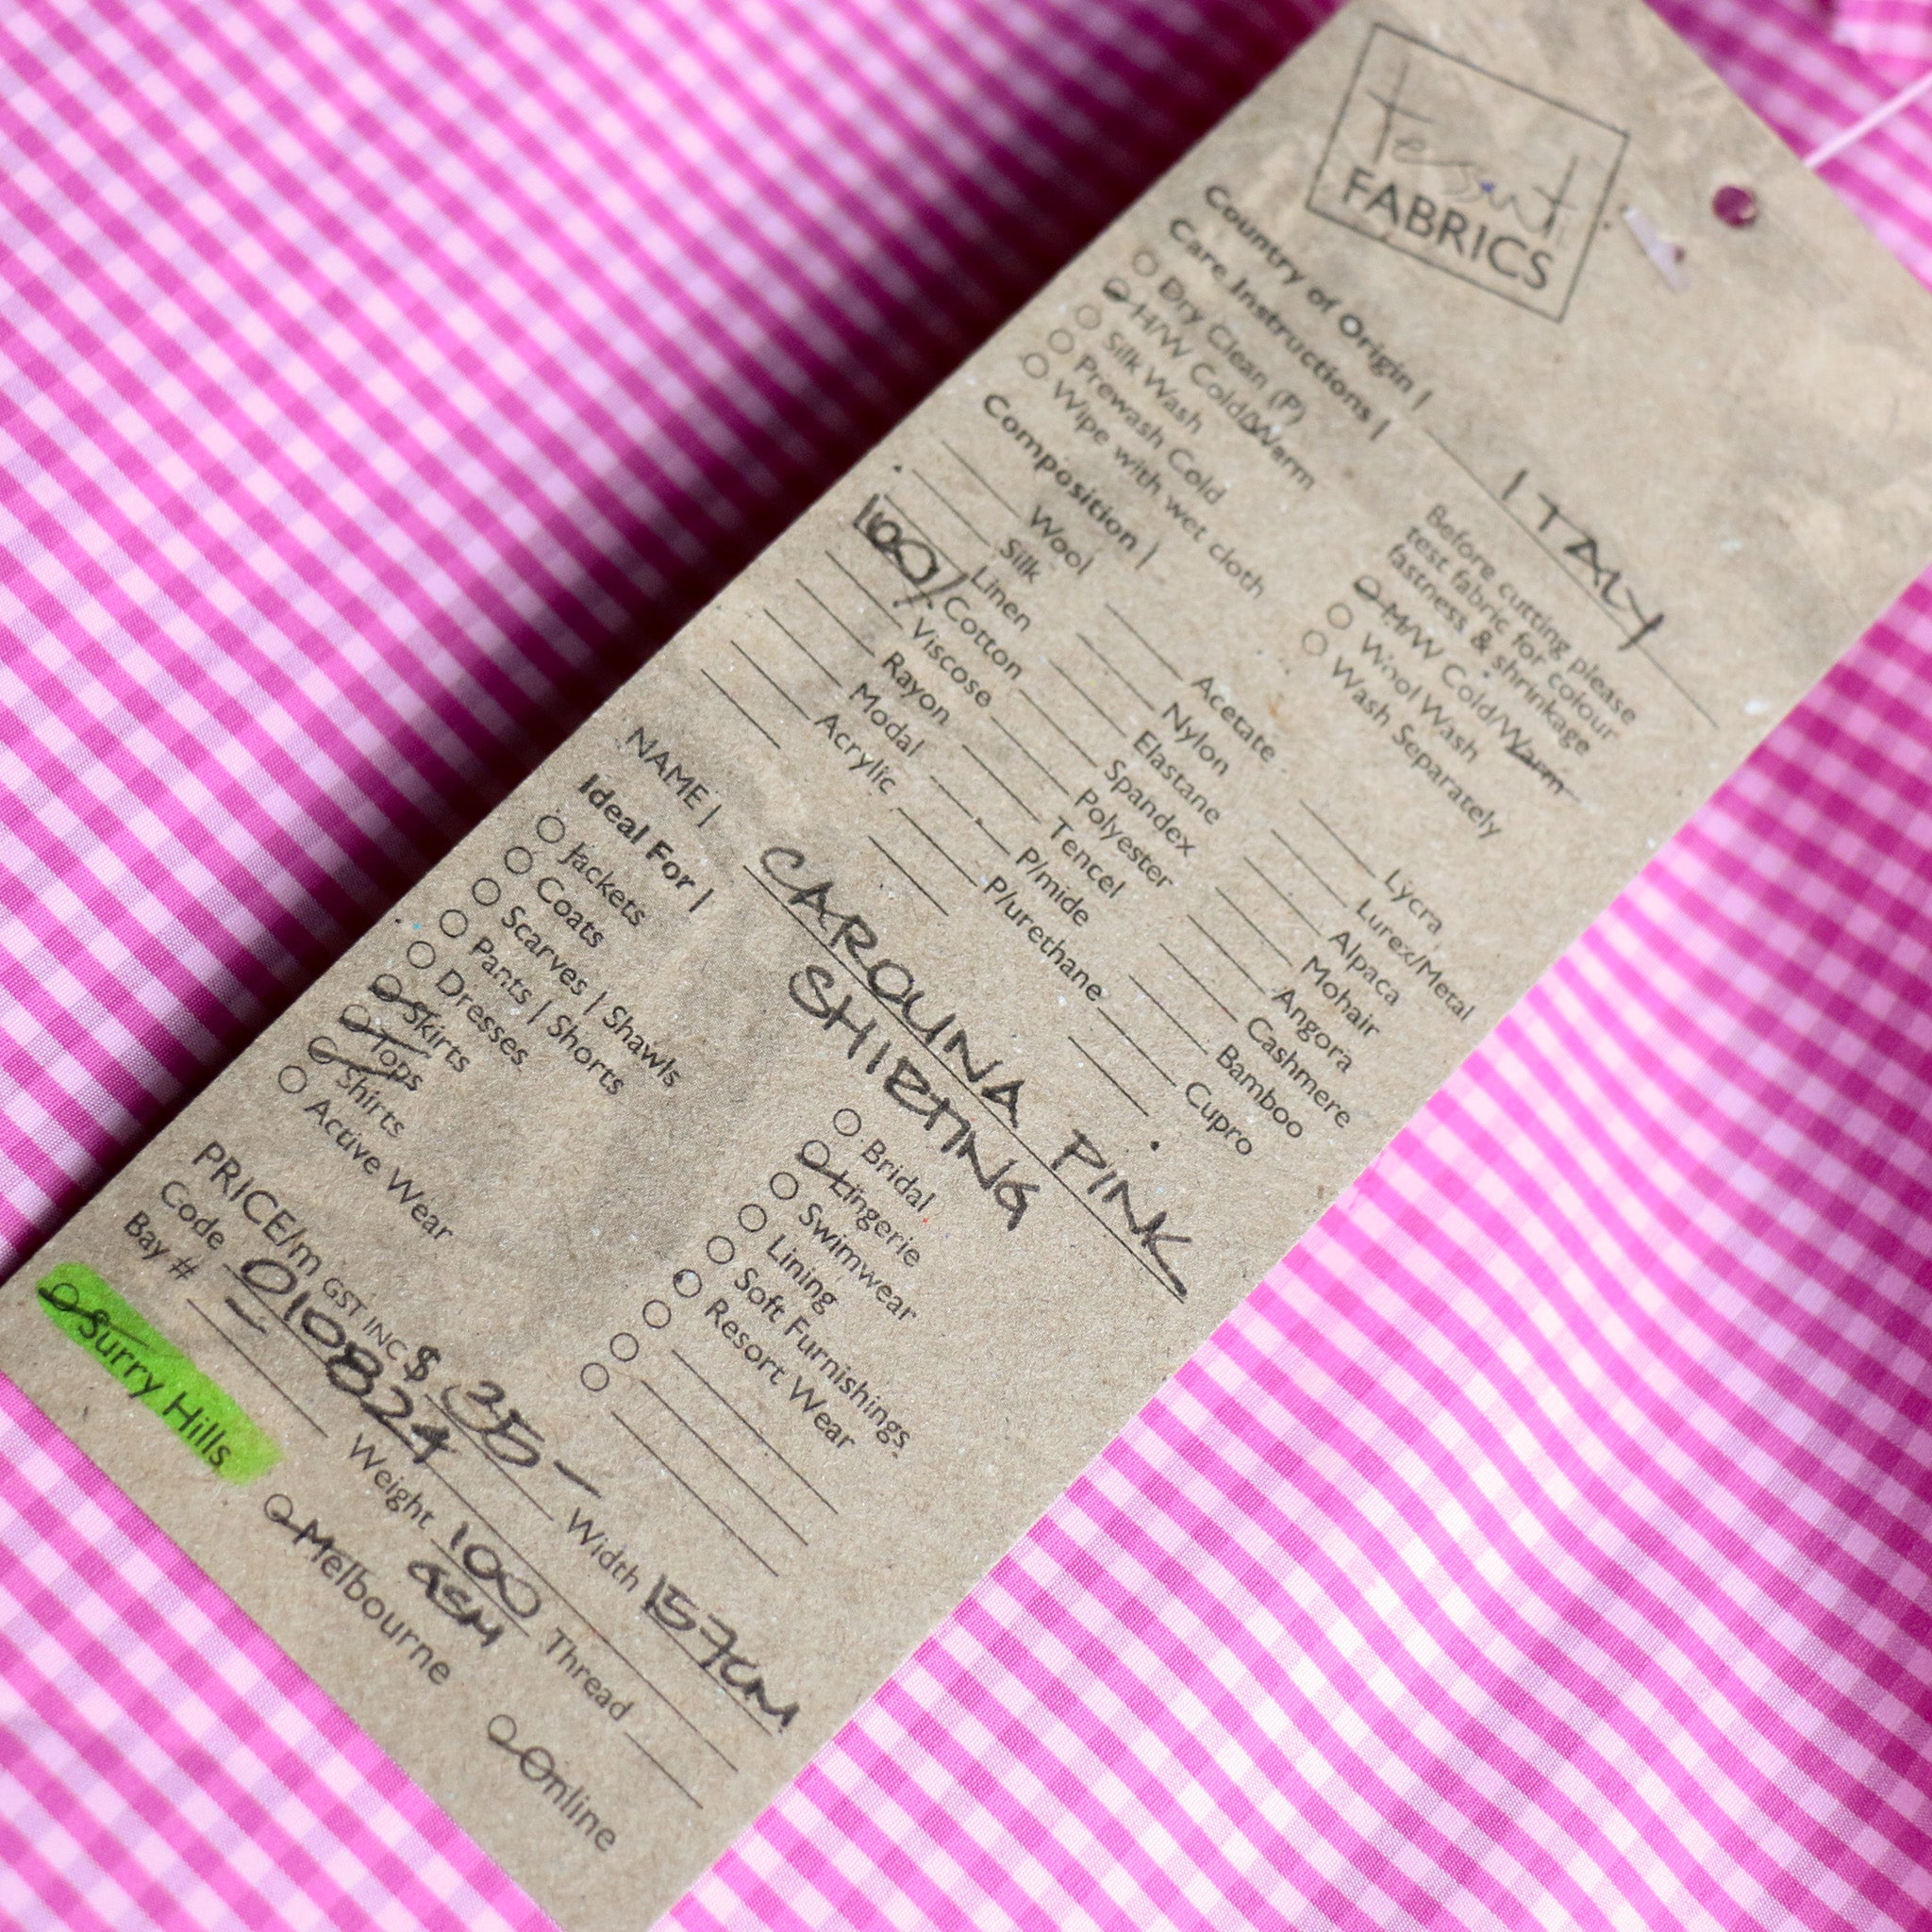 tessuti
FABRICS
Country of Origin | ITALY
Care Instructions |
Before cutting please
test fabric for colour
fastness & shrinkage
Dry Clean (P)
H/W Cold/Warm
Silk Wash
Prewash Cold
Wipe with wet cloth
M/W Cold/Warm
Wool Wash
Wash Separately
Composition |
Wool
Silk
Linen
100% Cotton
Viscose
Rayon
Modal
Acrylic
Acetate
Nylon
Elastane
Spandex
Polyester
Tencel
P/mide
P/urethane
Lycra
Lurex/Metal
Alpaca
Mohair
Angora
Cashmere
Bamboo
Cupro
NAME | CAROLINA PINK
SHIRTING
Ideal For |
Jackets
Coats
Scarves | Shawls
Pants | Shorts
Dresses
Skirts
Tops
Shirts
Active Wear
Bridal
Lingerie
Swimwear
Lining
Soft Furnishings
Resort Wear
PRICE/m GST INC $ 35 - Width 157CM
Code 010824 Weight 100 GSM Thread
Bay # -
Surry Hills Melbourne Online